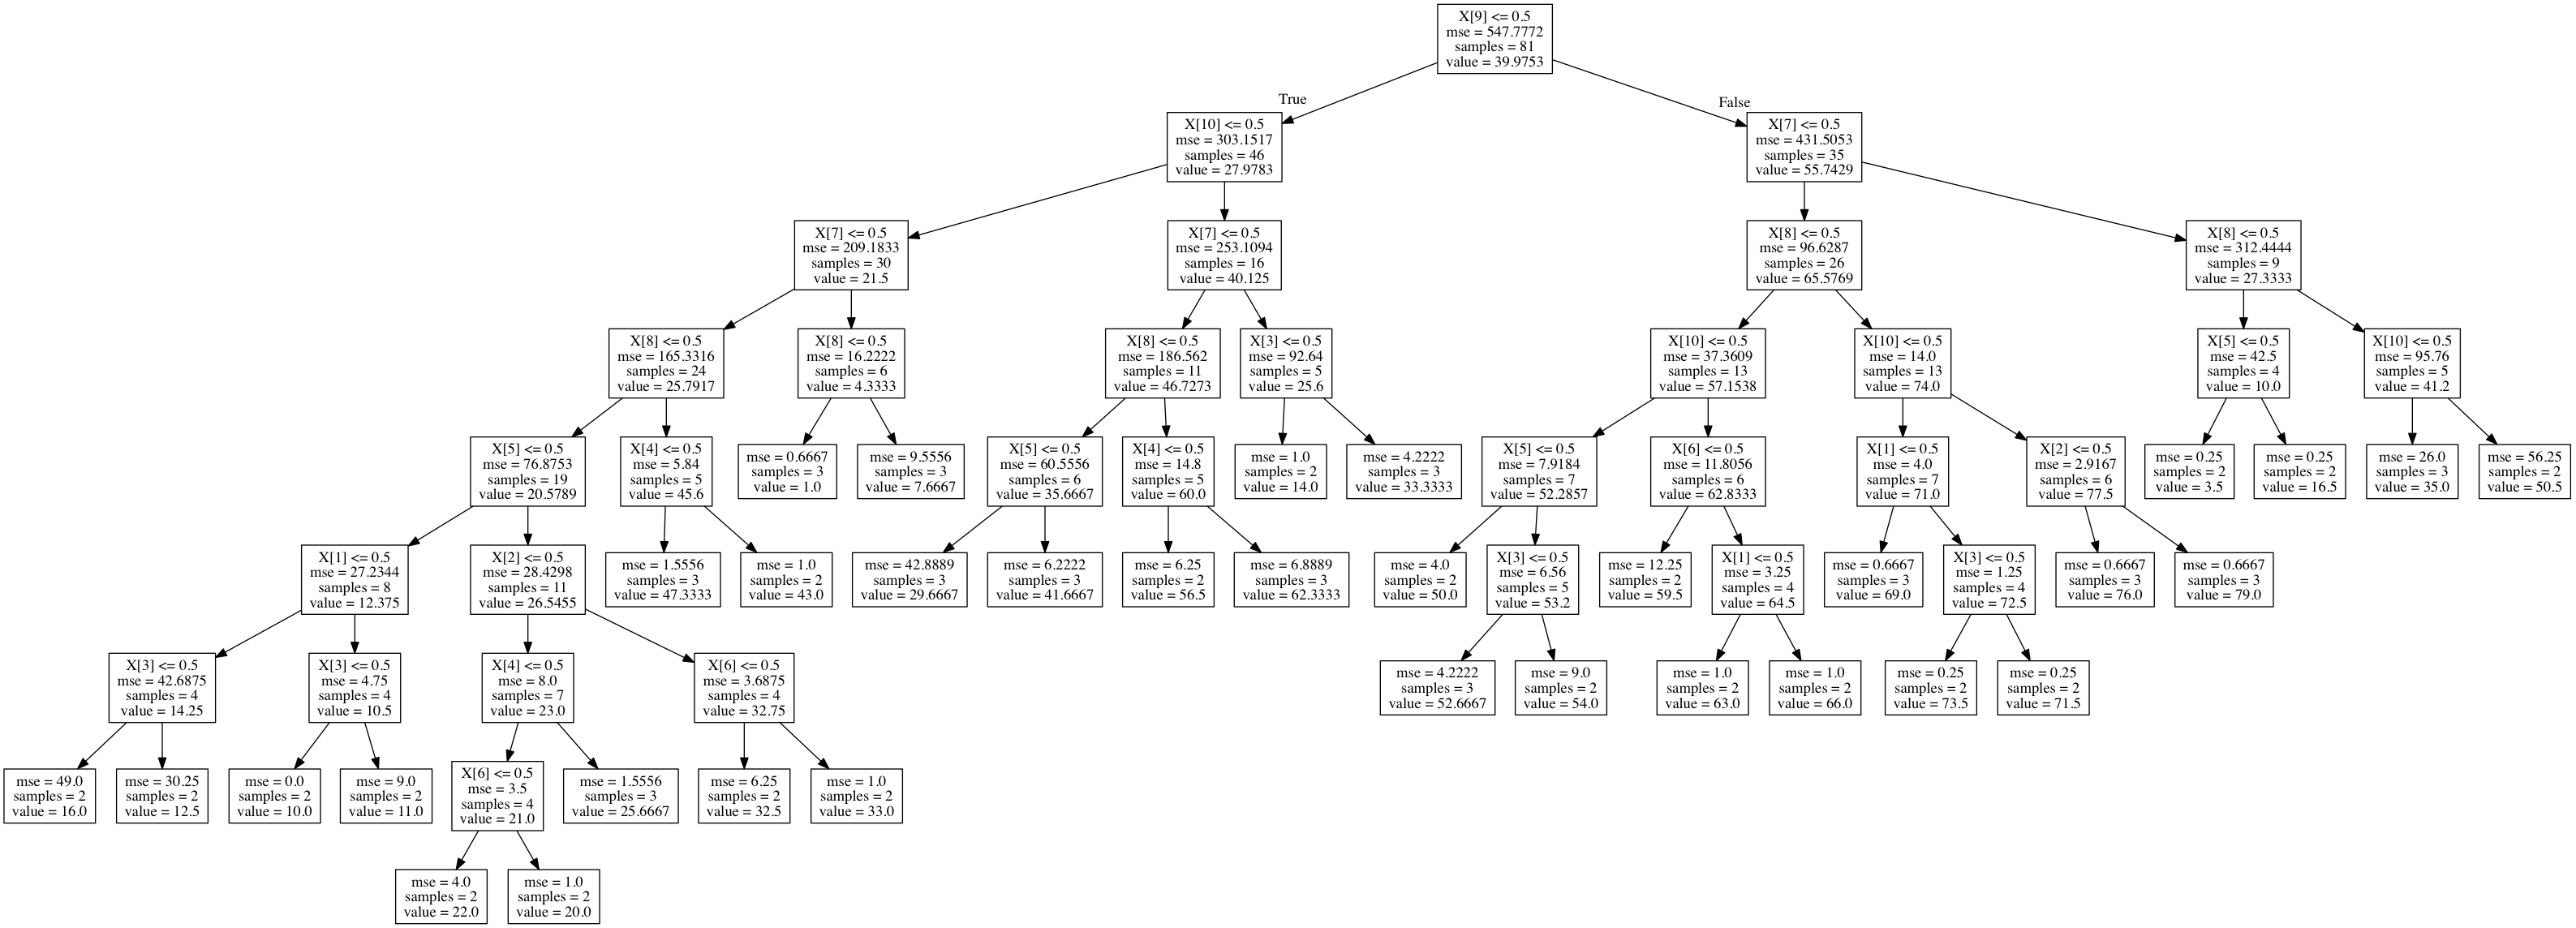 X[9] <= 0.5
mse = 547.7772
samples = 81
value = 39.9753
True
False
X[10] <= 0.5
mse = 303.1517
samples = 46
value = 27.9783
X[7] <= 0.5
mse = 431.5053
samples = 35
value = 55.7429
X[7] <= 0.5
mse = 209.1833
samples = 30
value = 21.5
X[7] <= 0.5
mse = 253.1094
samples = 16
value = 40.125
X[8] <= 0.5
mse = 96.6287
samples = 26
value = 65.5769
X[8] <= 0.5
mse = 312.4444
samples = 9
value = 27.3333
X[8] <= 0.5
mse = 165.3316
samples = 24
value = 25.7917
X[8] <= 0.5
mse = 16.2222
samples = 6
value = 4.3333
X[8] <= 0.5
mse = 186.562
samples = 11
value = 46.7273
X[3] <= 0.5
mse = 92.64
samples = 5
value = 25.6
X[10] <= 0.5
mse = 37.3609
samples = 13
value = 57.1538
X[10] <= 0.5
mse = 14.0
samples = 13
value = 74.0
X[5] <= 0.5
mse = 42.5
samples = 4
value = 10.0
X[10] <= 0.5
mse = 95.76
samples = 5
value = 41.2
X[5] <= 0.5
mse = 76.8753
samples = 19
value = 20.5789
X[4] <= 0.5
mse = 5.84
samples = 5
value = 45.6
mse = 0.6667
samples = 3
value = 1.0
mse = 9.5556
samples = 3
value = 7.6667
X[5] <= 0.5
mse = 60.5556
samples = 6
value = 35.6667
X[4] <= 0.5
mse = 14.8
samples = 5
value = 60.0
mse = 1.0
samples = 2
value = 14.0
mse = 4.2222
samples = 3
value = 33.3333
X[5] <= 0.5
mse = 7.9184
samples = 7
value = 52.2857
X[6] <= 0.5
mse = 11.8056
samples = 6
value = 62.8333
X[1] <= 0.5
mse = 4.0
samples = 7
value = 71.0
X[2] <= 0.5
mse = 2.9167
samples = 6
value = 77.5
mse = 0.25
samples = 2
value = 3.5
mse = 0.25
samples = 2
value = 16.5
mse = 26.0
samples = 3
value = 35.0
mse = 56.25
samples = 2
value = 50.5
X[1] <= 0.5
mse = 27.2344
samples = 8
value = 12.375
X[2] <= 0.5
mse = 28.4298
samples = 11
value = 26.5455
mse = 1.5556
samples = 3
value = 47.3333
mse = 1.0
samples = 2
value = 43.0
mse = 42.8889
samples = 3
value = 29.6667
mse = 6.2222
samples = 3
value = 41.6667
mse = 6.25
samples = 2
value = 56.5
mse = 6.8889
samples = 3
value = 62.3333
mse = 4.0
samples = 2
value = 50.0
X[3] <= 0.5
mse = 6.56
samples = 5
value = 53.2
mse = 12.25
samples = 2
value = 59.5
X[1] <= 0.5
mse = 3.25
samples = 4
value = 64.5
mse = 0.6667
samples = 3
value = 69.0
X[3] <= 0.5
mse = 1.25
samples = 4
value = 72.5
mse = 0.6667
samples = 3
value = 76.0
mse = 0.6667
samples = 3
value = 79.0
X[3] <= 0.5
mse = 42.6875
samples = 4
value = 14.25
X[3] <= 0.5
mse = 4.75
samples = 4
value = 10.5
X[4] <= 0.5
mse = 8.0
samples = 7
value = 23.0
X[6] <= 0.5
mse = 3.6875
samples = 4
value = 32.75
mse = 4.2222
samples = 3
value = 52.6667
mse = 9.0
samples = 2
value = 54.0
mse = 1.0
samples = 2
value = 63.0
mse = 1.0
samples = 2
value = 66.0
mse = 0.25
samples = 2
value = 73.5
mse = 0.25
samples = 2
value = 71.5
mse = 49.0
samples = 2
value = 16.0
mse = 30.25
samples = 2
value = 12.5
mse = 0.0
samples = 2
value = 10.0
mse = 9.0
samples = 2
value = 11.0
X[6] <= 0.5
mse = 3.5
samples = 4
value = 21.0
mse = 1.5556
samples = 3
value = 25.6667
mse = 6.25
samples = 2
value = 32.5
mse = 1.0
samples = 2
value = 33.0
mse = 4.0
samples = 2
value = 22.0
mse = 1.0
samples = 2
value = 20.0